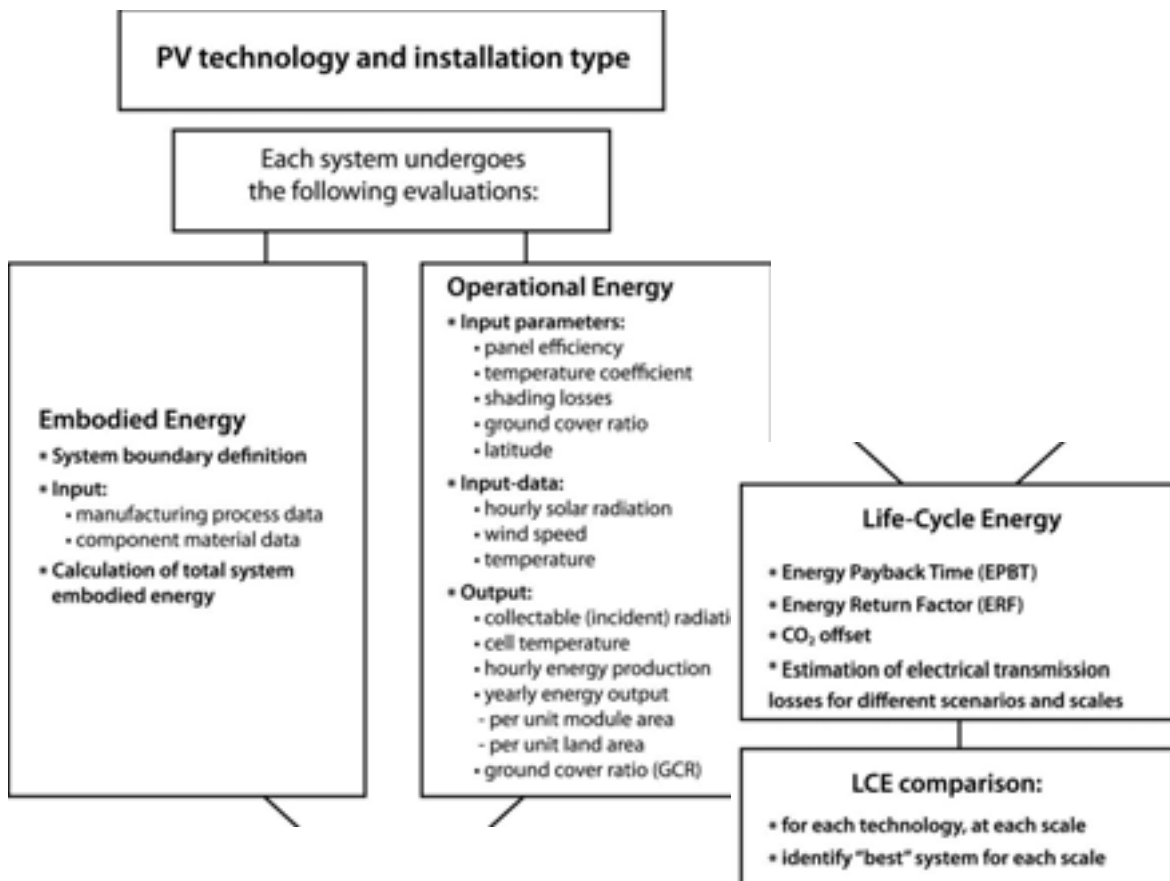 PV technology and installation type
Each system undergoes
the following evaluations:
Embodied Energy
• System boundary definition
• Input:
• manufacturing process data
• component material data
• Calculation of total system
embodied energy
Operational Energy
• Input parameters:
• panel efficiency
• temperature coefficient
• shading losses
• ground cover ratio
• latitude
• Input-data:
• hourly solar radiation
• wind speed
• temperature
• Output:
• collectable (incident) radiati
• cell temperature
• hourly energy production
• yearly energy output
- per unit module area
- per unit land area
• ground cover ratio (GCR)
Life-Cycle Energy
• Energy Payback Time (EPBT)
• Energy Return Factor (ERF)
• CO₂ offset
* Estimation of electrical transmission
losses for different scenarios and scales
LCE comparison:
• for each technology, at each scale
• identify "best" system for each scale